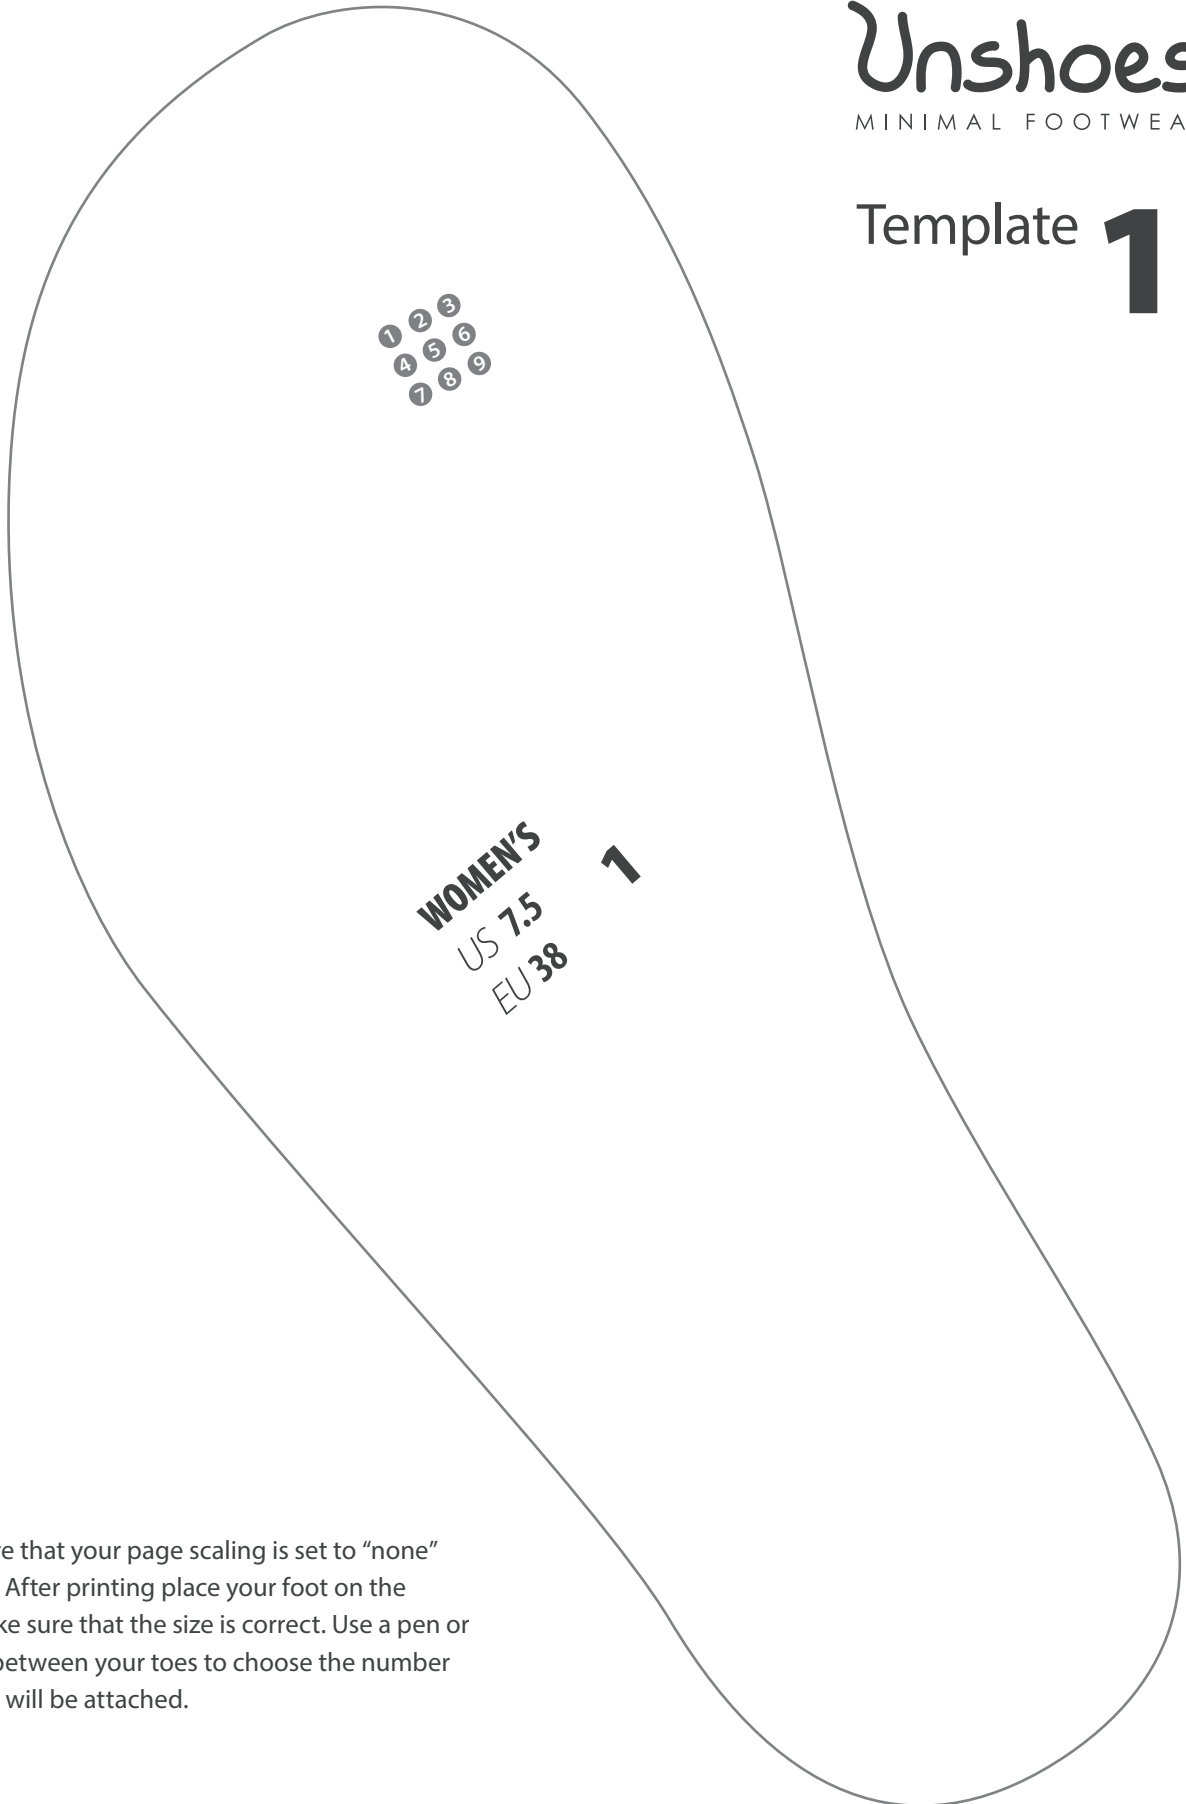 Unshoes
MINIMAL FOOTWEA
Template 1
1 2 3
4 5 6
7 8 9
WOMEN'S 1
US 7.5
EU 38
e that your page scaling is set to “none”
After printing place your foot on the
ke sure that the size is correct. Use a pen or
between your toes to choose the number
will be attached.